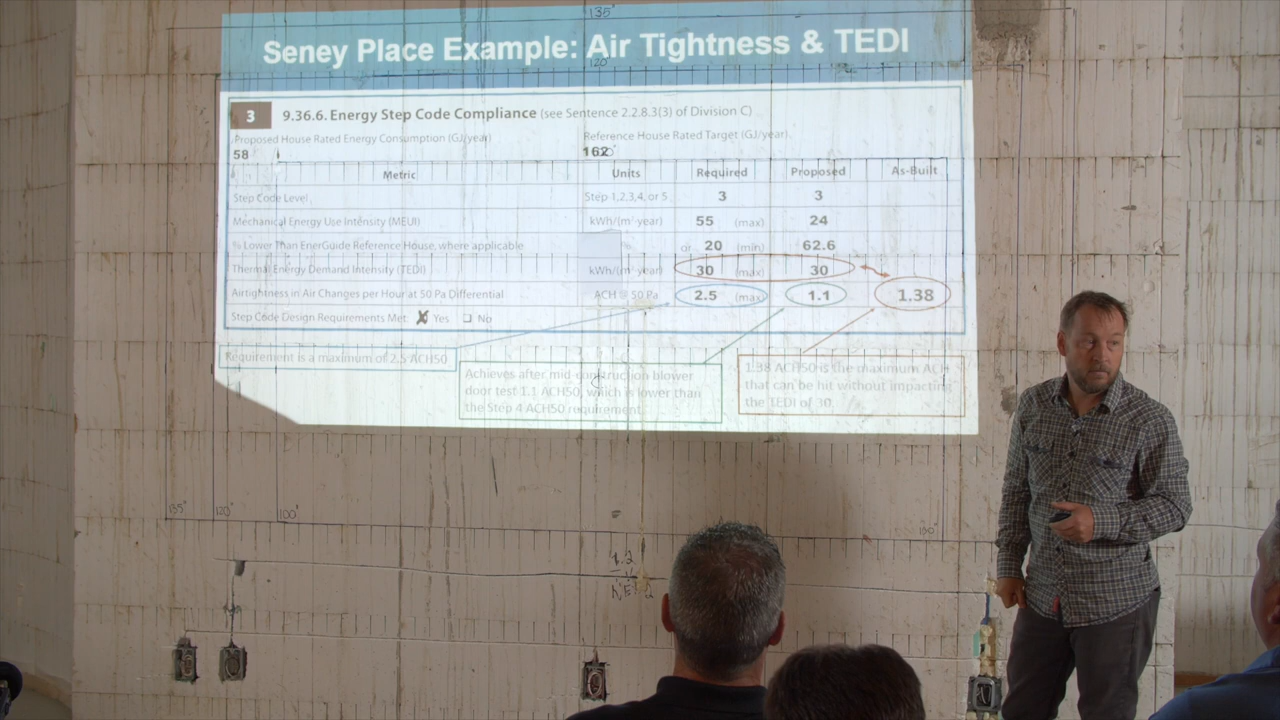 135"
Seney Place Example: Air Tightness & TEDI
120"
3 9.36.6. Energy Step Code Compliance (see Sentence 2.2.8.3(3) of Division C)
Proposed House Rated Energy Consumption (GJ/year) Reference House Rated Target (GJ/year)
58 162
Metric Units Required Proposed As-Built
Step Code Level Step 1,2,3,4, or 5 3 3
Mechanical Energy Use Intensity (MEUI) kWh/(m²·year) 55 (max) 24
% Lower Than EnerGuide Reference House, where applicable % or 20 (min) 62.6
Thermal Energy Demand Intensity (TEDI) kWh/(m²·year) 30 (max) 30
Airtightness in Air Changes per Hour at 50 Pa Differential ACH @ 50 Pa 2.5 (max) 1.1 1.38
Step Code Design Requirements Met: Yes No
Requirement is a maximum of 2.5 ACH50
Achieves after mid-construction blower
door test 1.1 ACH50, which is lower than
the Step 4 ACH50 requirement.
1.38 ACH50 is the maximum ACH
that can be hit without impacting
the TEDI of 30.
135" 120" 100"
100"